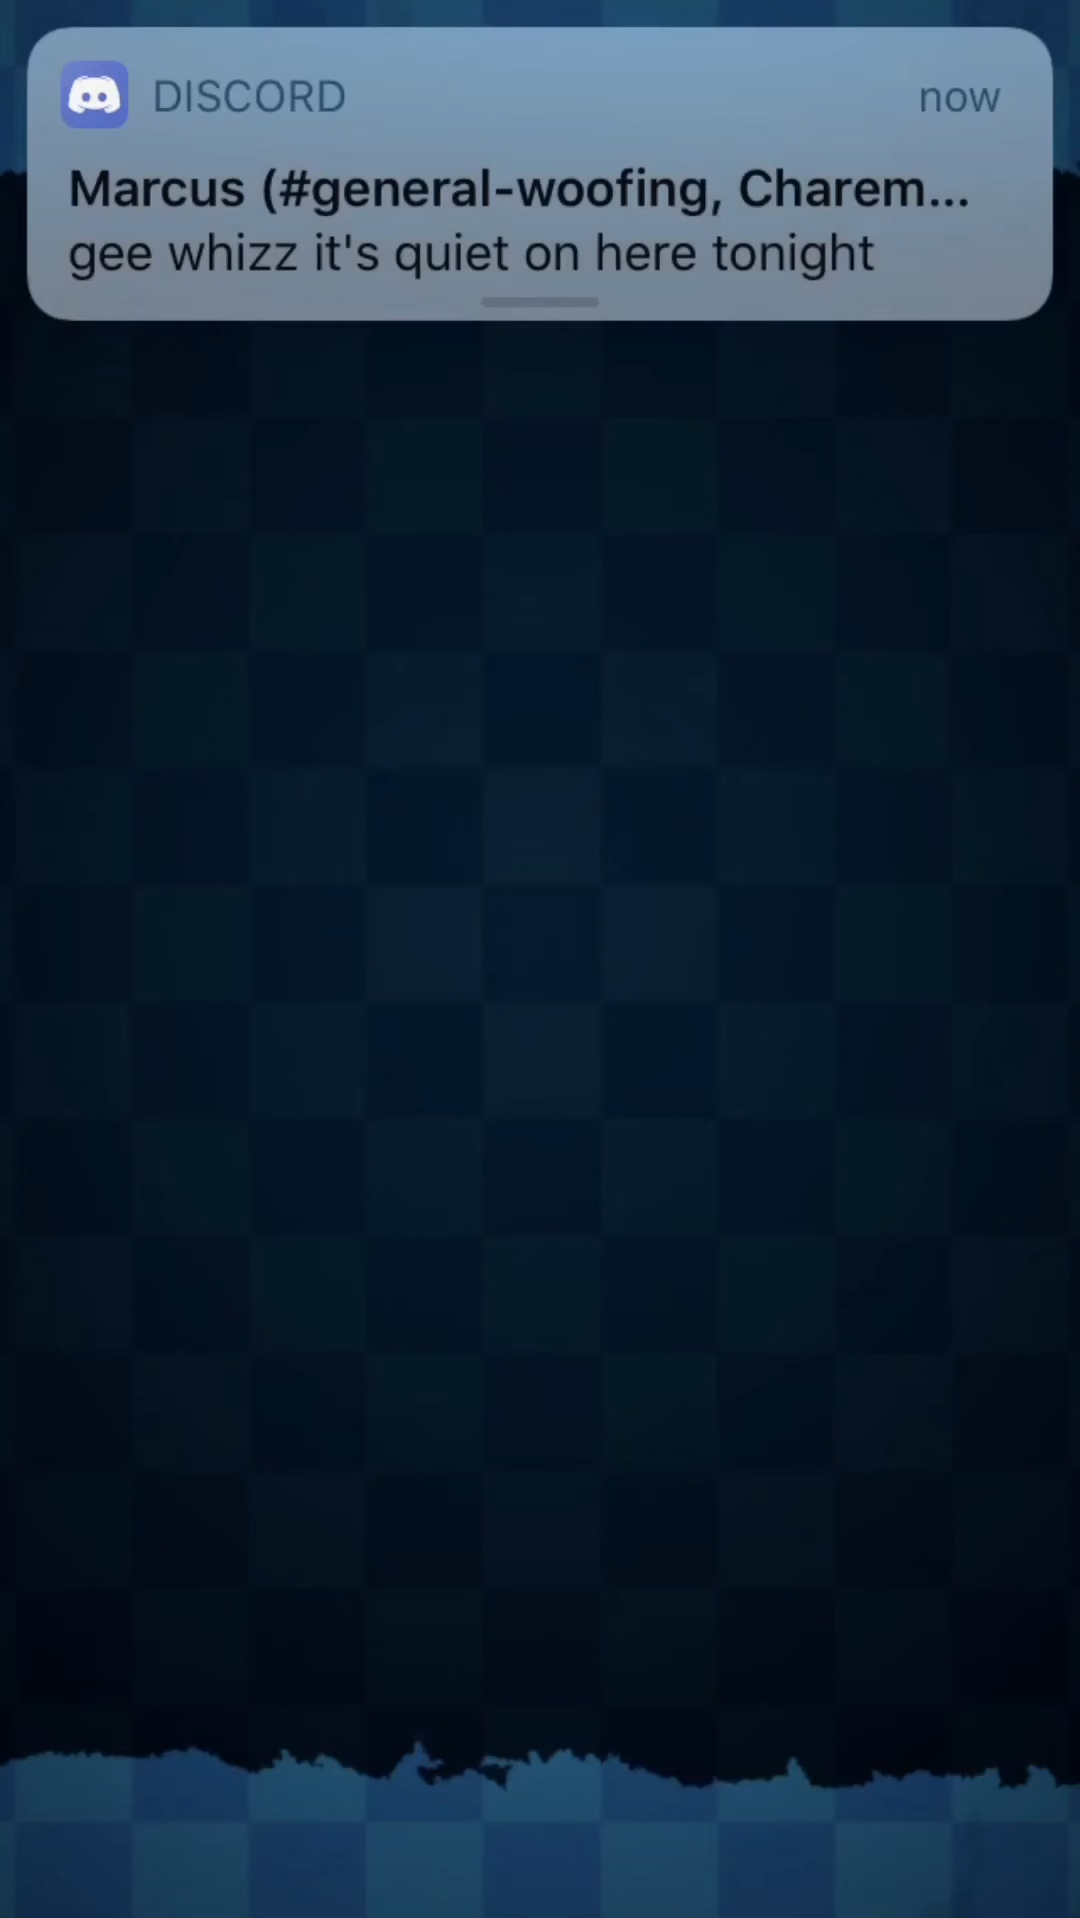 DISCORD
now
Marcus (#general-woofing, Charem...
gee whizz it's quiet on here tonight